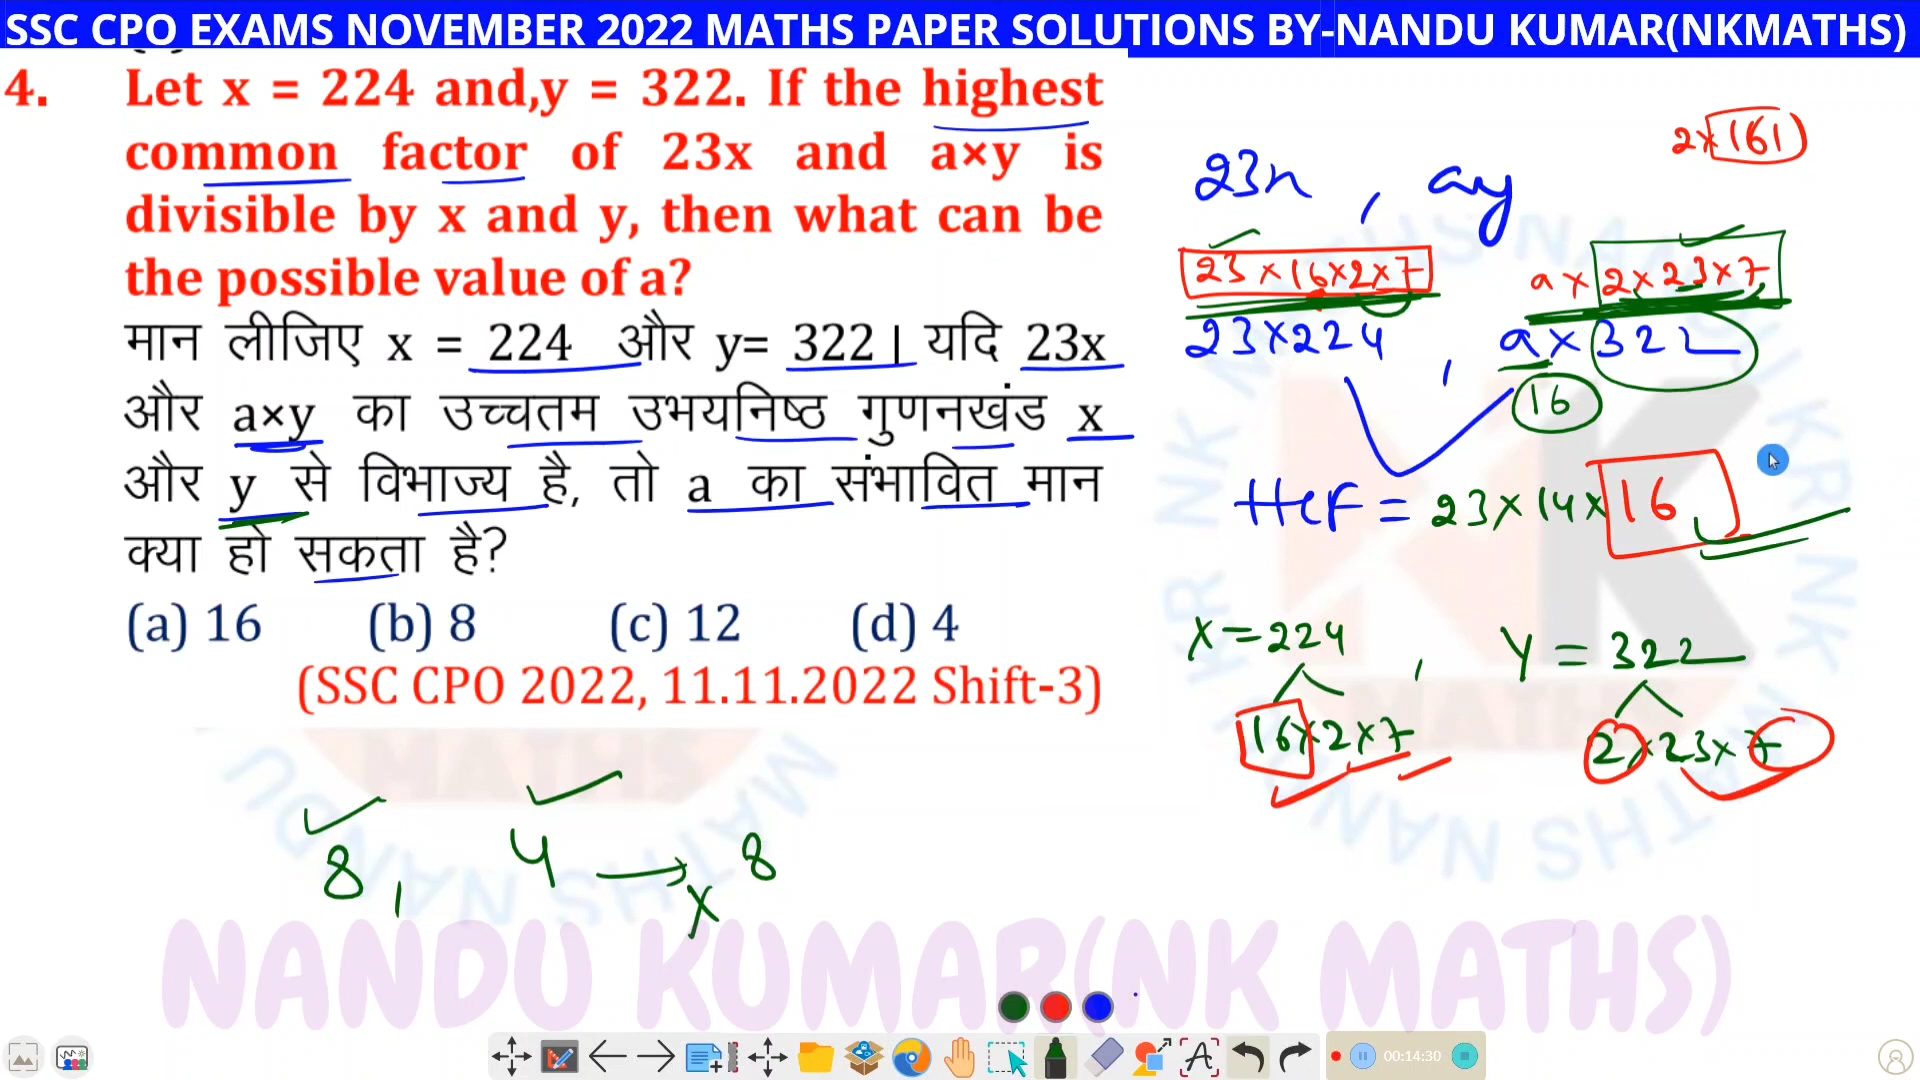 SSC CPO EXAMS NOVEMBER 2022 MATHS PAPER SOLUTIONS BY-NANDU KUMAR(NKMATHS)
4. Let x = 224 and,y = 322. If the highest
common factor of 23x and a×y is
divisible by x and y, then what can be
the possible value of a?
मान लीजिए x = 224 और y= 322 | यदि 23x
और a×y का उच्चतम उभयनिष्ठ गुणनखंड x
और y से विभाज्य है, तो a का संभावित मान
क्या हो सकता है?
(a) 16 (b) 8 (c) 12 (d) 4
(SSC CPO 2022, 11.11.2022 Shift-3)
8, 4 → x 8
2×161
23x , ay
23×16×2×7 a×2×23×7
23×224 , a×322
16
HCF = 23×14×16
x=224 , y = 322
16×2×7 2×23×7
MATHS
NANDU KUMAR(NK MATHS)
00:14:30